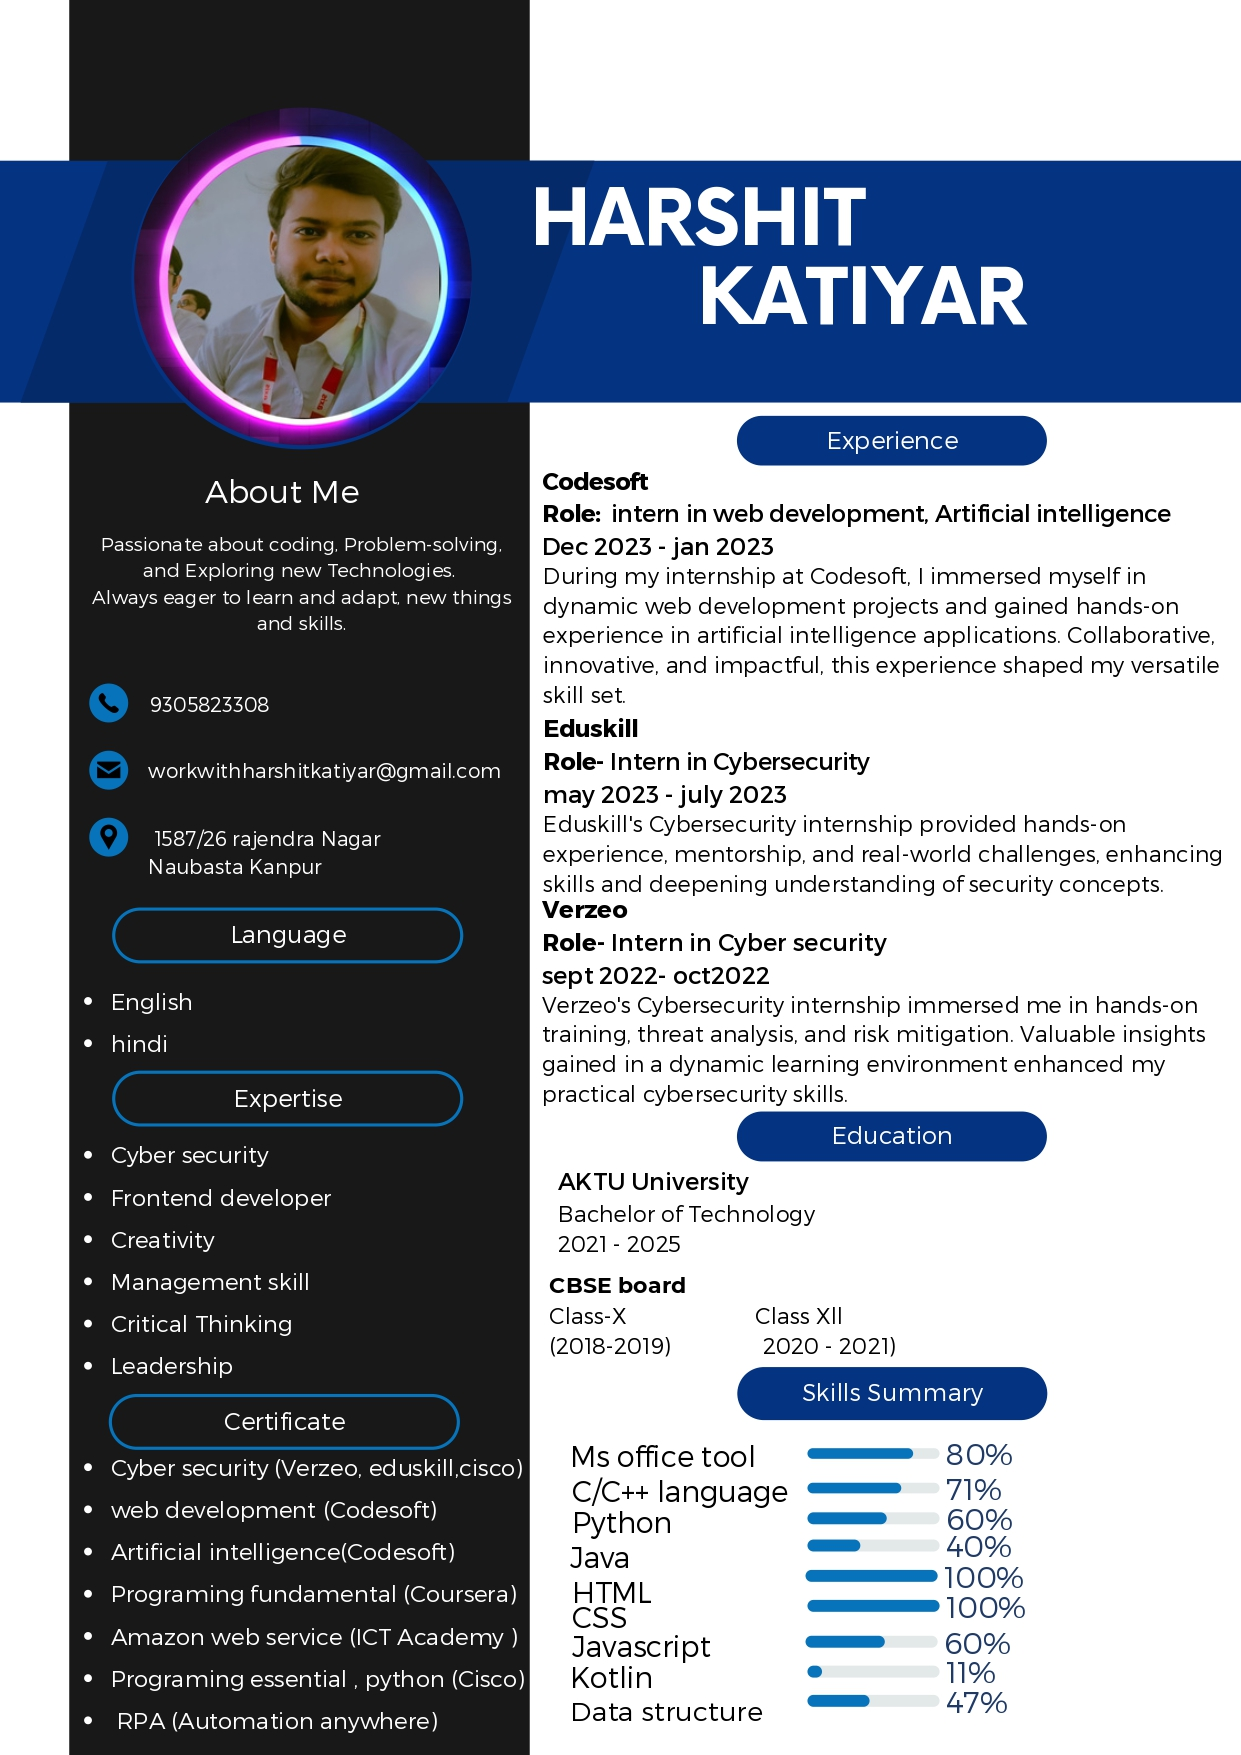 HARSHIT
KATIYAR
About Me
Passionate about coding, Problem-solving,
and Exploring new Technologies.
Always eager to learn and adapt, new things
and skills.
9305823308
workwithharshitkatiyar@gmail.com
1587/26 rajendra Nagar
Naubasta Kanpur
Language
• English
• hindi
Expertise
• Cyber security
• Frontend developer
• Creativity
• Management skill
• Critical Thinking
• Leadership
Certificate
• Cyber security (Verzeo, eduskill,cisco)
• web development (Codesoft)
• Artificial intelligence(Codesoft)
• Programing fundamental (Coursera)
• Amazon web service (ICT Academy )
• Programing essential , python (Cisco)
• RPA (Automation anywhere)
Experience
Codesoft
Role: intern in web development, Artificial intelligence
Dec 2023 - jan 2023
During my internship at Codesoft, I immersed myself in
dynamic web development projects and gained hands-on
experience in artificial intelligence applications. Collaborative,
innovative, and impactful, this experience shaped my versatile
skill set.
Eduskill
Role- Intern in Cybersecurity
may 2023 - july 2023
Eduskill's Cybersecurity internship provided hands-on
experience, mentorship, and real-world challenges, enhancing
skills and deepening understanding of security concepts.
Verzeo
Role- Intern in Cyber security
sept 2022- oct2022
Verzeo's Cybersecurity internship immersed me in hands-on
training, threat analysis, and risk mitigation. Valuable insights
gained in a dynamic learning environment enhanced my
practical cybersecurity skills.
Education
AKTU University
Bachelor of Technology
2021 - 2025
CBSE board
Class-X Class Xll
(2018-2019) 2020 - 2021)
Skills Summary
Ms office tool 80%
C/C++ language 71%
Python 60%
Java 40%
HTML 100%
CSS 100%
Javascript 60%
Kotlin 11%
Data structure 47%